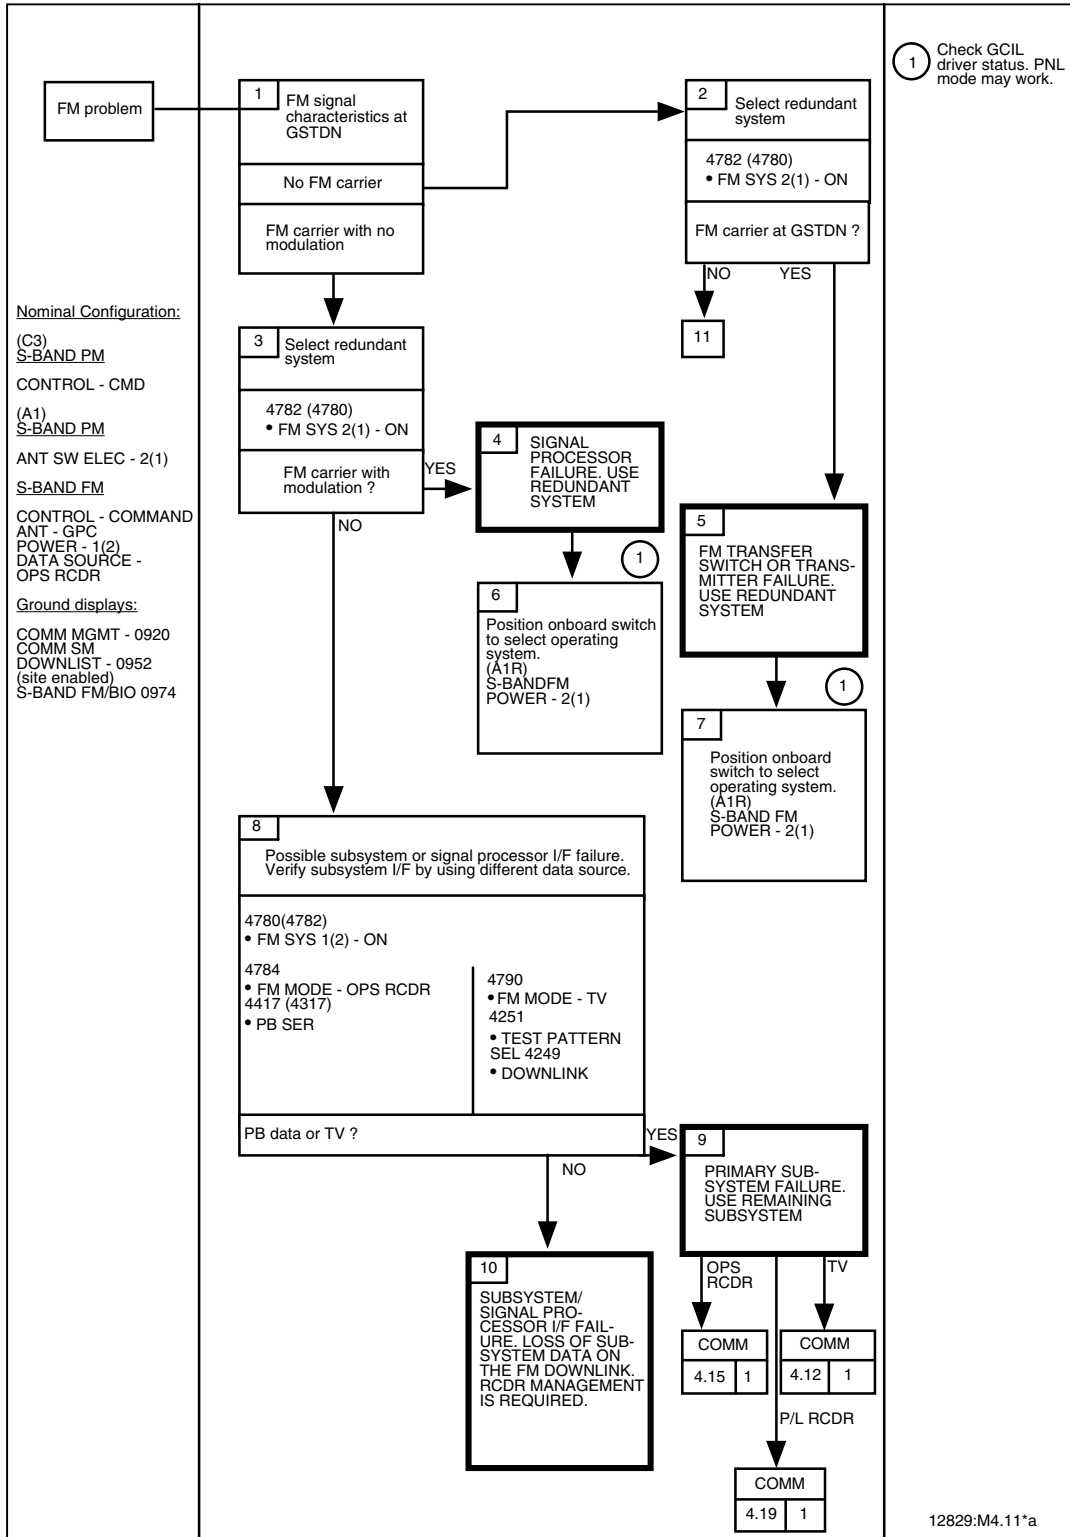 FM problem
Nominal Configuration:
(C3)
S-BAND PM
CONTROL - CMD
(A1)
S-BAND PM
ANT SW ELEC - 2(1)
S-BAND FM
CONTROL - COMMAND
ANT - GPC
POWER - 1(2)
DATA SOURCE -
OPS RCDR
Ground displays:
COMM MGMT - 0920
COMM SM
DOWNLIST - 0952
(site enabled)
S-BAND FM/BIO 0974
1
FM signal
characteristics at
GSTDN
No FM carrier
FM carrier with no
modulation
2
Select redundant
system
4782 (4780)
• FM SYS 2(1) - ON
FM carrier at GSTDN ?
NO
YES
11
3
Select redundant
system
4782 (4780)
• FM SYS 2(1) - ON
FM carrier with
modulation ?
YES
NO
4
SIGNAL
PROCESSOR
FAILURE. USE
REDUNDANT
SYSTEM
1
5
FM TRANSFER
SWITCH OR TRANS-
MITTER FAILURE.
USE REDUNDANT
SYSTEM
1
6
Position onboard switch
to select operating
system.
(A1R)
S-BANDFM
POWER - 2(1)
7
Position onboard
switch to select
operating system.
(A1R)
S-BAND FM
POWER - 2(1)
8
Possible subsystem or signal processor I/F failure.
Verify subsystem I/F by using different data source.
4780(4782)
• FM SYS 1(2) - ON
4784
• FM MODE - OPS RCDR
4417 (4317)
• PB SER
4790
• FM MODE - TV
4251
• TEST PATTERN
SEL 4249
• DOWNLINK
PB data or TV ?
YES
NO
9
PRIMARY SUB-
SYSTEM FAILURE.
USE REMAINING
SUBSYSTEM
OPS
RCDR
TV
P/L RCDR
10
SUBSYSTEM/
SIGNAL PRO-
CESSOR I/F FAIL-
URE. LOSS OF SUB-
SYSTEM DATA ON
THE FM DOWNLINK.
RCDR MANAGEMENT
IS REQUIRED.
COMM
4.15 1
COMM
4.12 1
COMM
4.19 1
1
Check GCIL
driver status. PNL
mode may work.
12829:M4.11*a